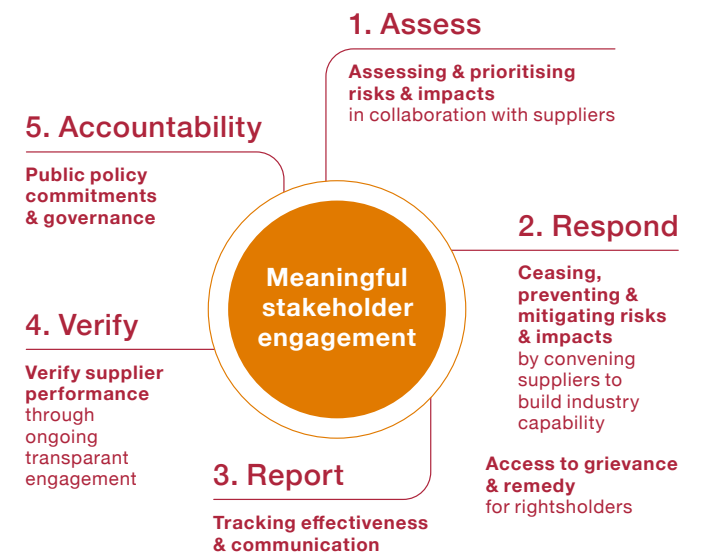 1. Assess
Assessing & prioritising
risks & impacts
in collaboration with suppliers
2. Respond
Ceasing,
preventing &
mitigating risks
& impacts
by convening
suppliers to
build industry
capability
Access to grievance
& remedy
for rightsholders
3. Report
Tracking effectiveness
& communication
4. Verify
Verify supplier
performance
through
ongoing
transparant
engagement
5. Accountability
Public policy
commitments
& governance
Meaningful
stakeholder
engagement